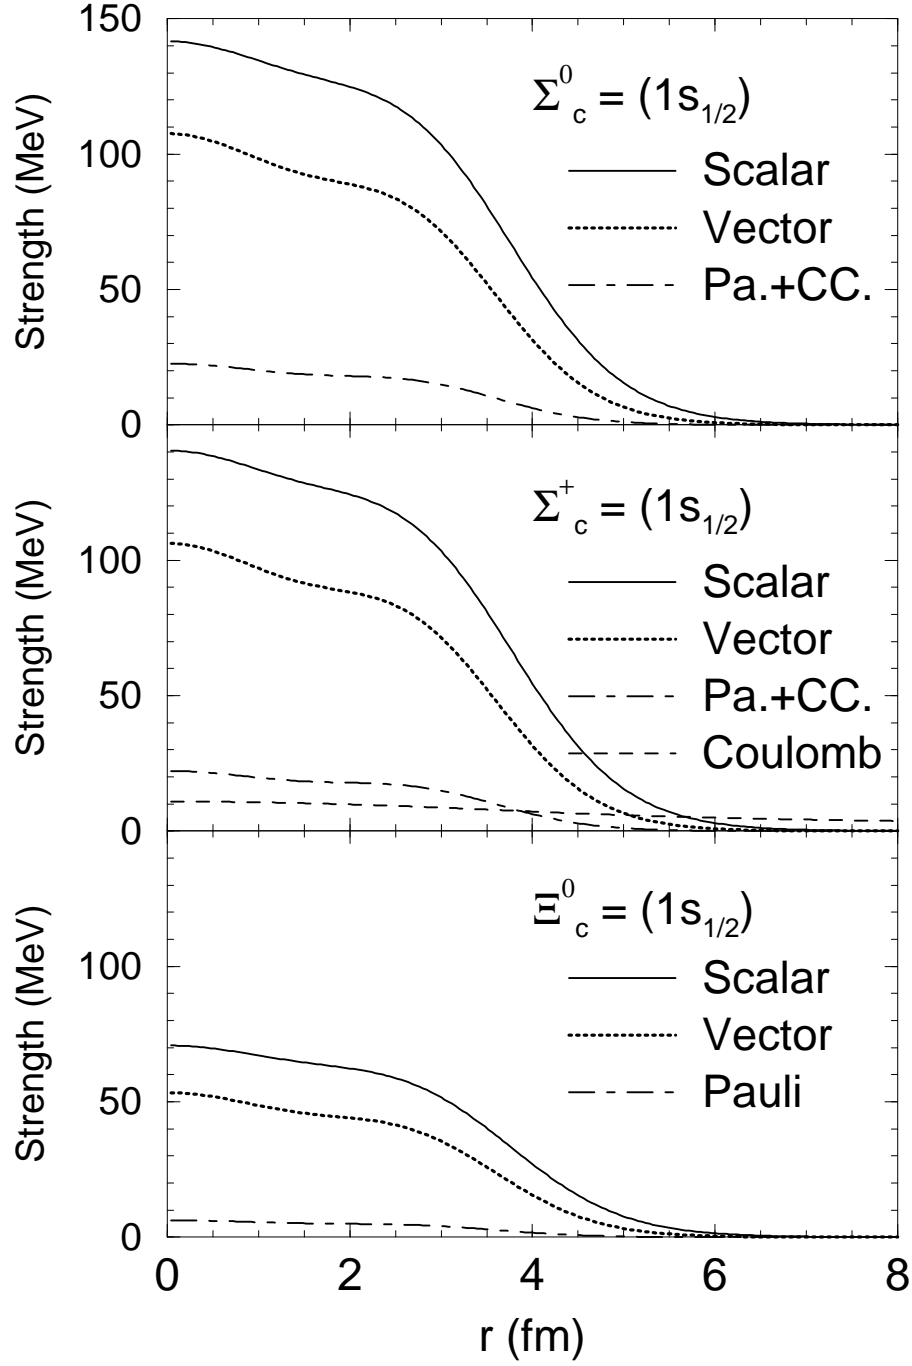 150
Σ⁰c = (1s1/2)
Scalar
Vector
Pa.+CC.
100
50
0
Strength (MeV)
Σ⁺c = (1s1/2)
Scalar
Vector
Pa.+CC.
Coulomb
100
50
0
Strength (MeV)
Ξ⁰c = (1s1/2)
Scalar
Vector
Pauli
100
50
0
Strength (MeV)
0 2 4 6 8
r (fm)